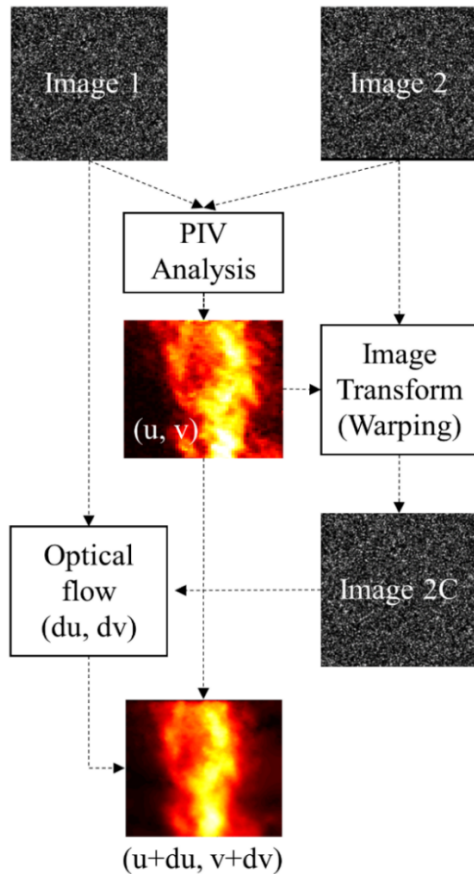 Image 1
Image 2
PIV
Analysis
(u, v)
Image
Transform
(Warping)
Optical
flow
(du, dv)
Image 2C
(u+du, v+dv)